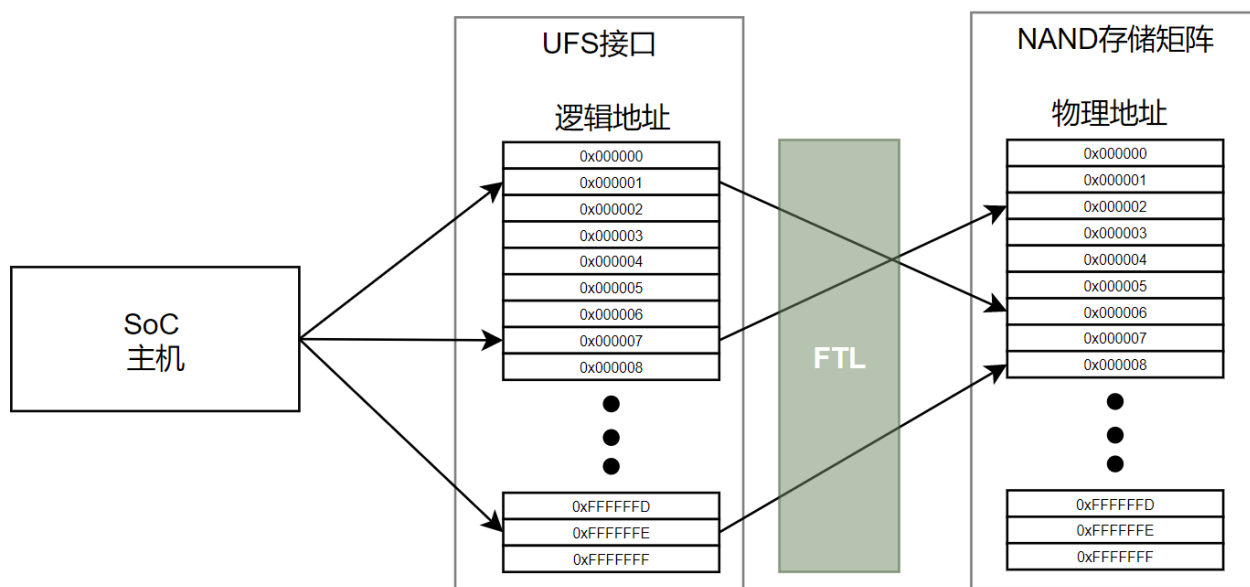 SoC
主机
UFS接口
逻辑地址
0x000000
0x000001
0x000002
0x000003
0x000004
0x000005
0x000006
0x000007
0x000008
0xFFFFFFD
0xFFFFFFE
0xFFFFFFF
FTL
NAND存储矩阵
物理地址
0x000000
0x000001
0x000002
0x000003
0x000004
0x000005
0x000006
0x000007
0x000008
0xFFFFFFD
0xFFFFFFE
0xFFFFFFF